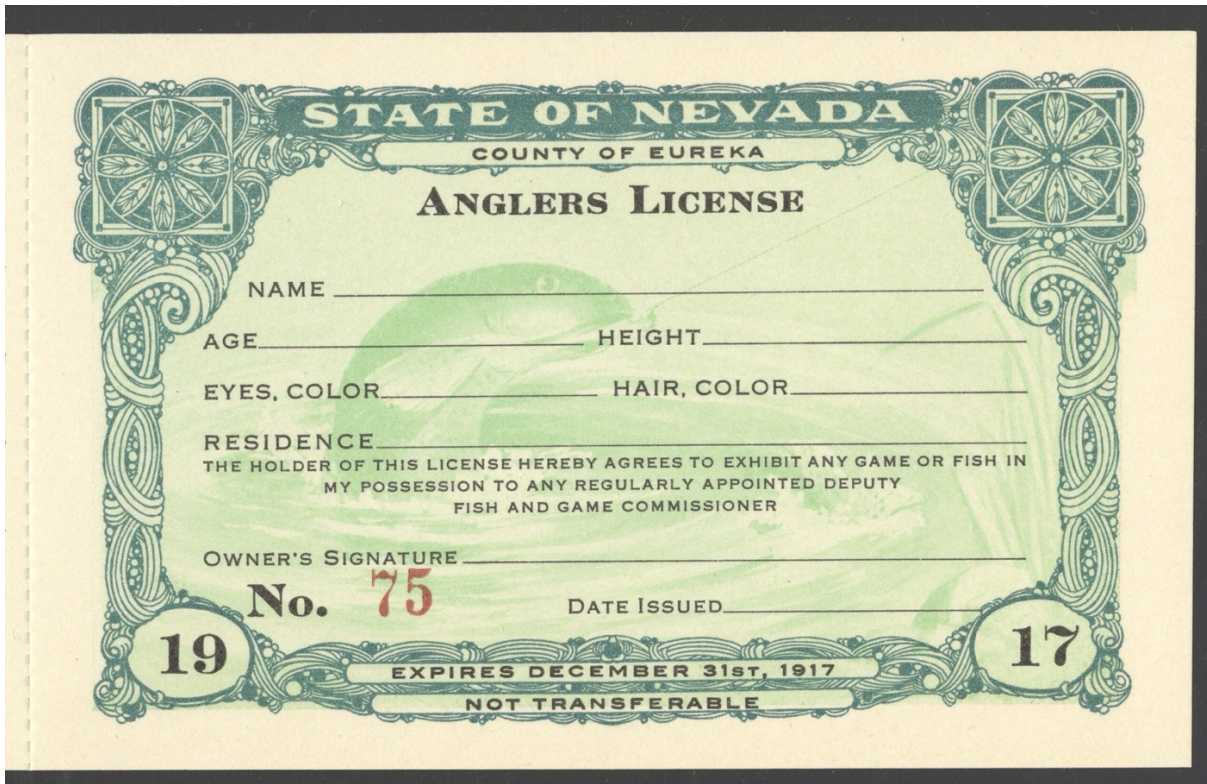 STATE OF NEVADA
COUNTY OF EUREKA
ANGLERS LICENSE
NAME
AGE HEIGHT
EYES, COLOR HAIR, COLOR
RESIDENCE
THE HOLDER OF THIS LICENSE HEREBY AGREES TO EXHIBIT ANY GAME OR FISH IN
MY POSSESSION TO ANY REGULARLY APPOINTED DEPUTY
FISH AND GAME COMMISSIONER
OWNER'S SIGNATURE
No. 75 DATE ISSUED
19 17
EXPIRES DECEMBER 31ST, 1917
NOT TRANSFERABLE